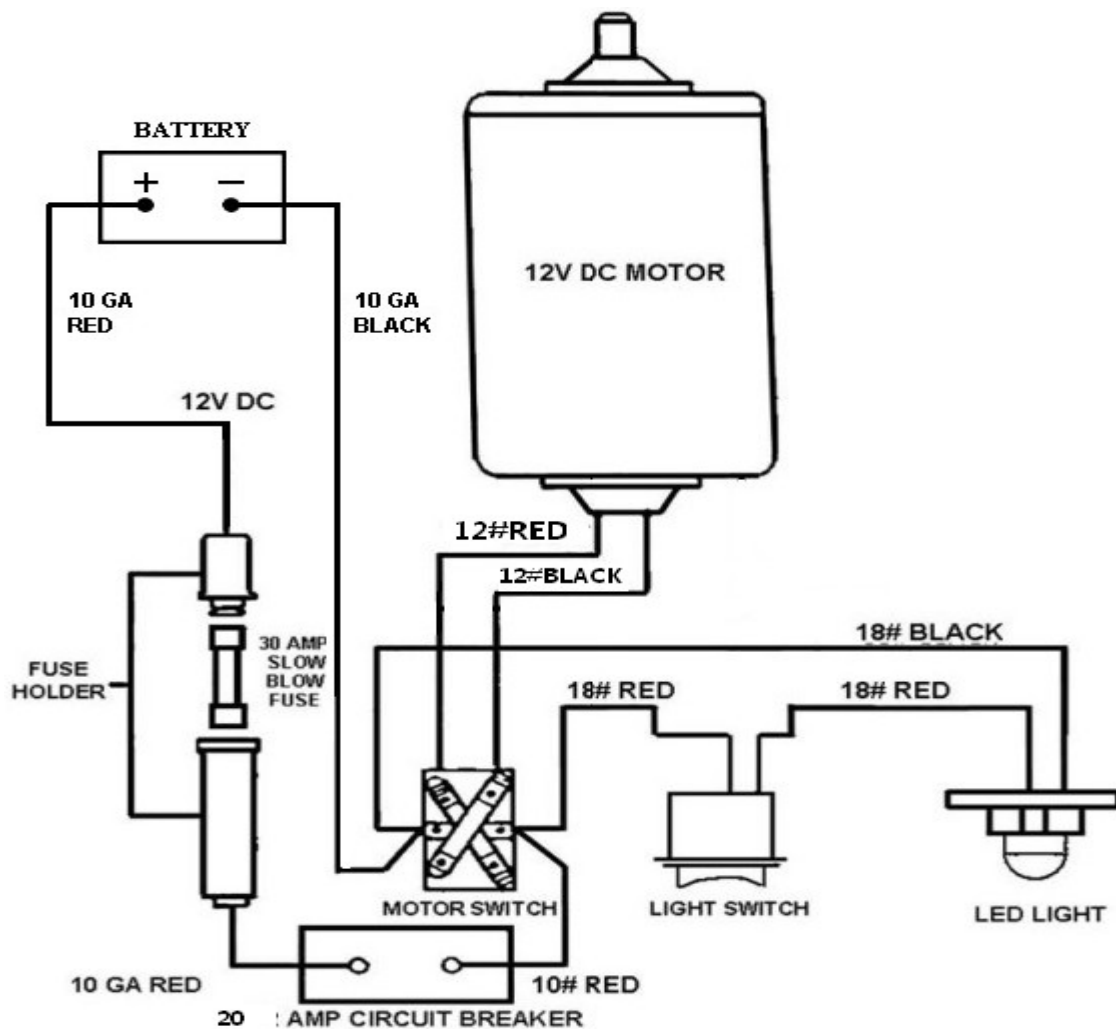 BATTERY
+ −
12V DC MOTOR
10 GA
RED
10 GA
BLACK
12V DC
12#RED
12#BLACK
30 AMP
SLOW
BLOW
FUSE
FUSE
HOLDER
18# BLACK
18# RED
18# RED
MOTOR SWITCH
LIGHT SWITCH
LED LIGHT
10 GA RED
10# RED
20 AMP CIRCUIT BREAKER